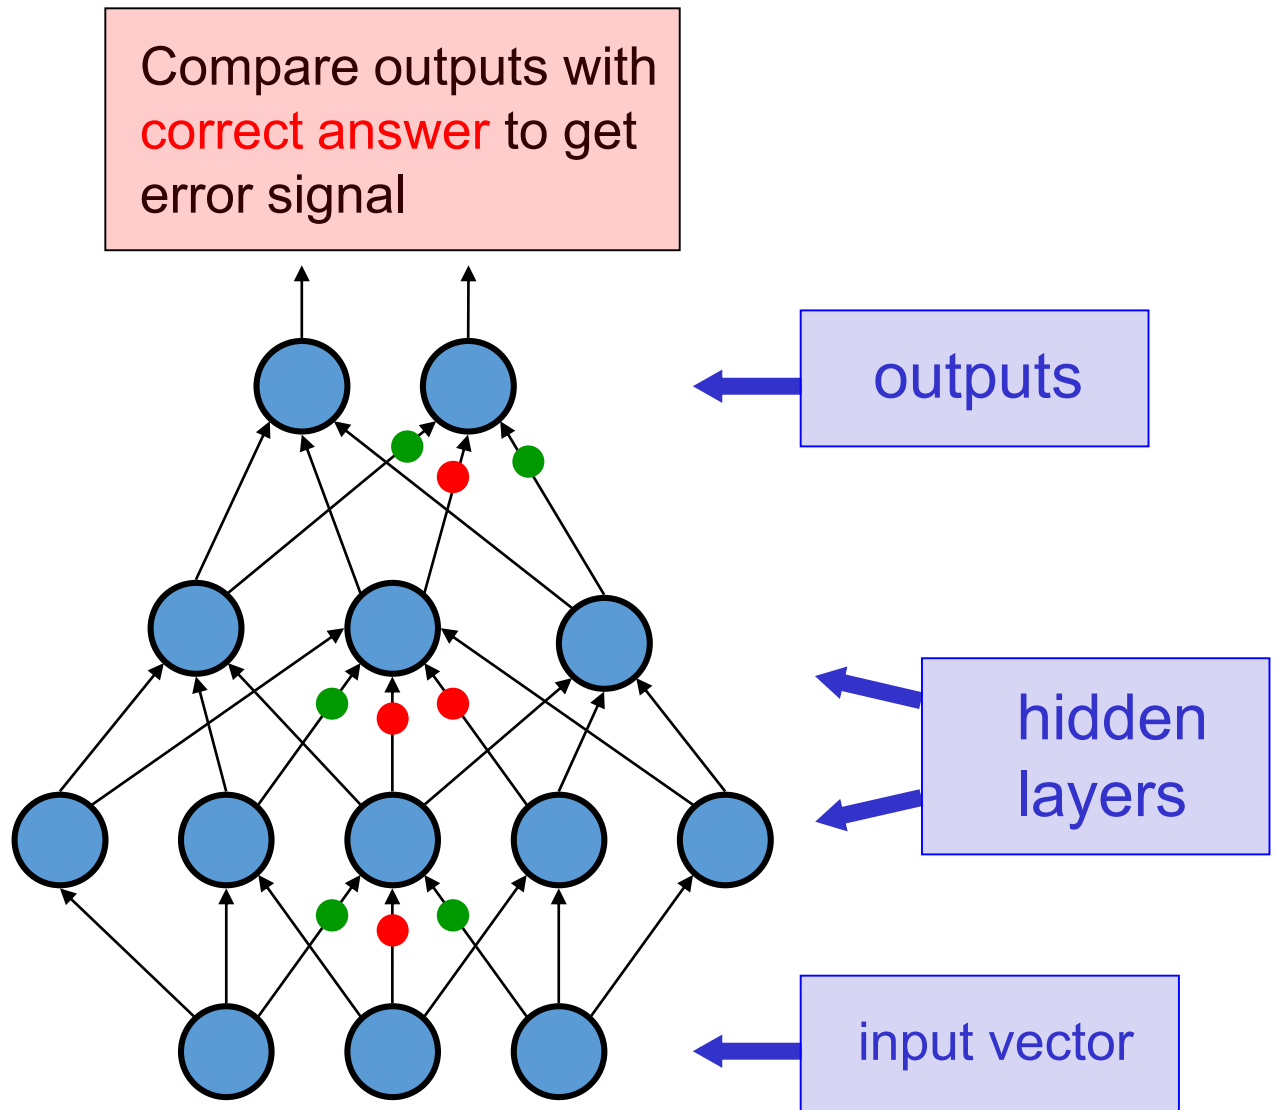 Compare outputs with
correct answer to get
error signal
outputs
hidden
layers
input vector